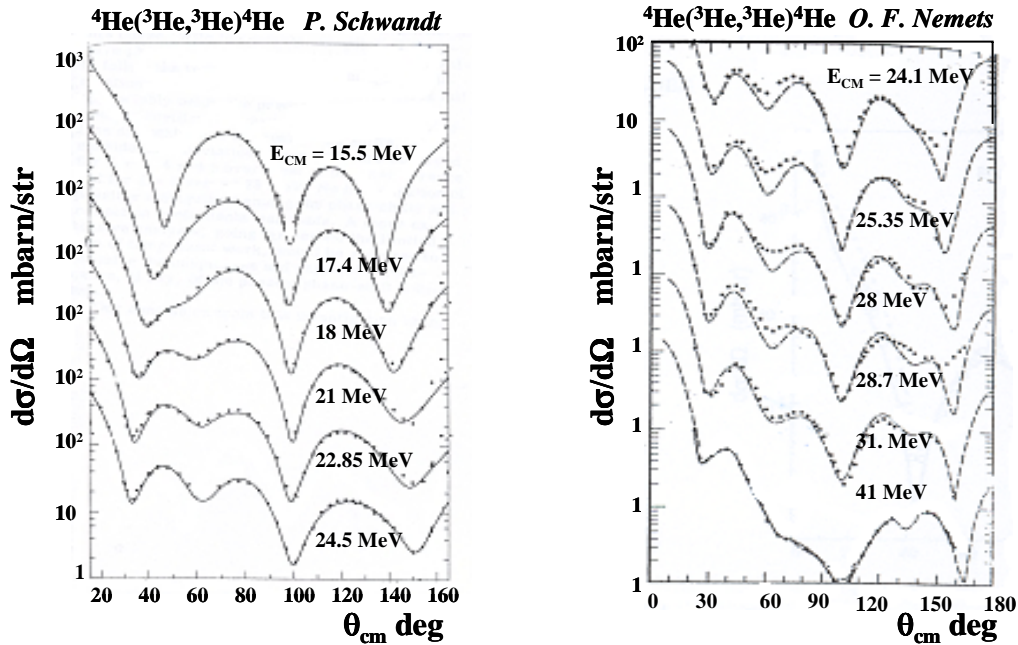 ⁴He(³He,³He)⁴He P. Schwandt
dσ/dΩ mbarn/str
10³
10²
10²
10²
10²
10²
10²
10
1
E_CM = 15.5 MeV
17.4 MeV
18 MeV
21 MeV
22.85 MeV
24.5 MeV
20 40 60 80 100 120 140 160
θ_cm deg
⁴He(³He,³He)⁴He O. F. Nemets
dσ/dΩ mbarn/str
10²
10
1
1
1
1
1
1
E_CM = 24.1 MeV
25.35 MeV
28 MeV
28.7 MeV
31. MeV
41 MeV
0 30 60 90 120 150 180
θ_cm deg